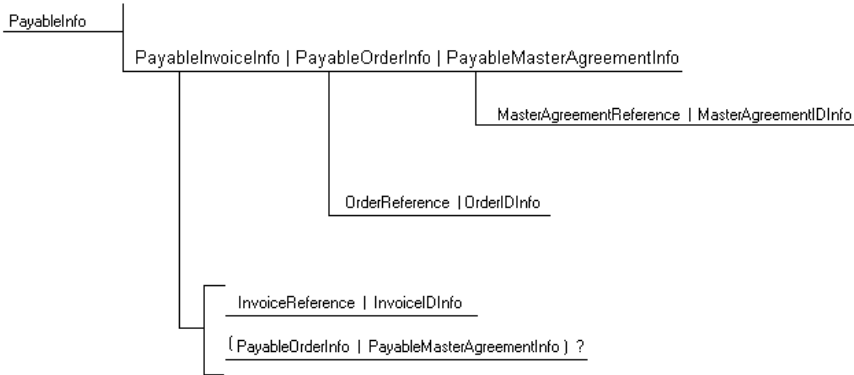 PayableInfo
PayableInvoiceInfo | PayableOrderInfo | PayableMasterAgreementInfo
MasterAgreementReference | MasterAgreementIDInfo
OrderReference | OrderIDInfo
InvoiceReference | InvoiceIDInfo
(PayableOrderInfo | PayableMasterAgreementInfo) ?